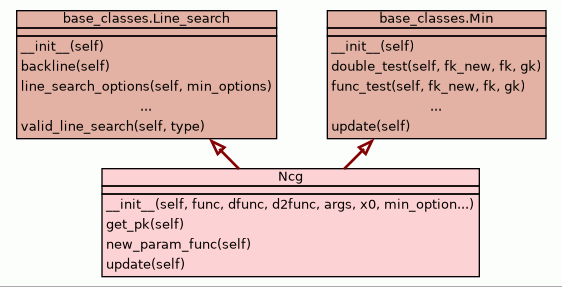 base_classes.Line_search
__init__(self)
backline(self)
line_search_options(self, min_options)
...
valid_line_search(self, type)
base_classes.Min
__init__(self)
double_test(self, fk_new, fk, gk)
func_test(self, fk_new, fk, gk)
...
update(self)
Ncg
__init__(self, func, dfunc, d2func, args, x0, min_option...)
get_pk(self)
new_param_func(self)
update(self)